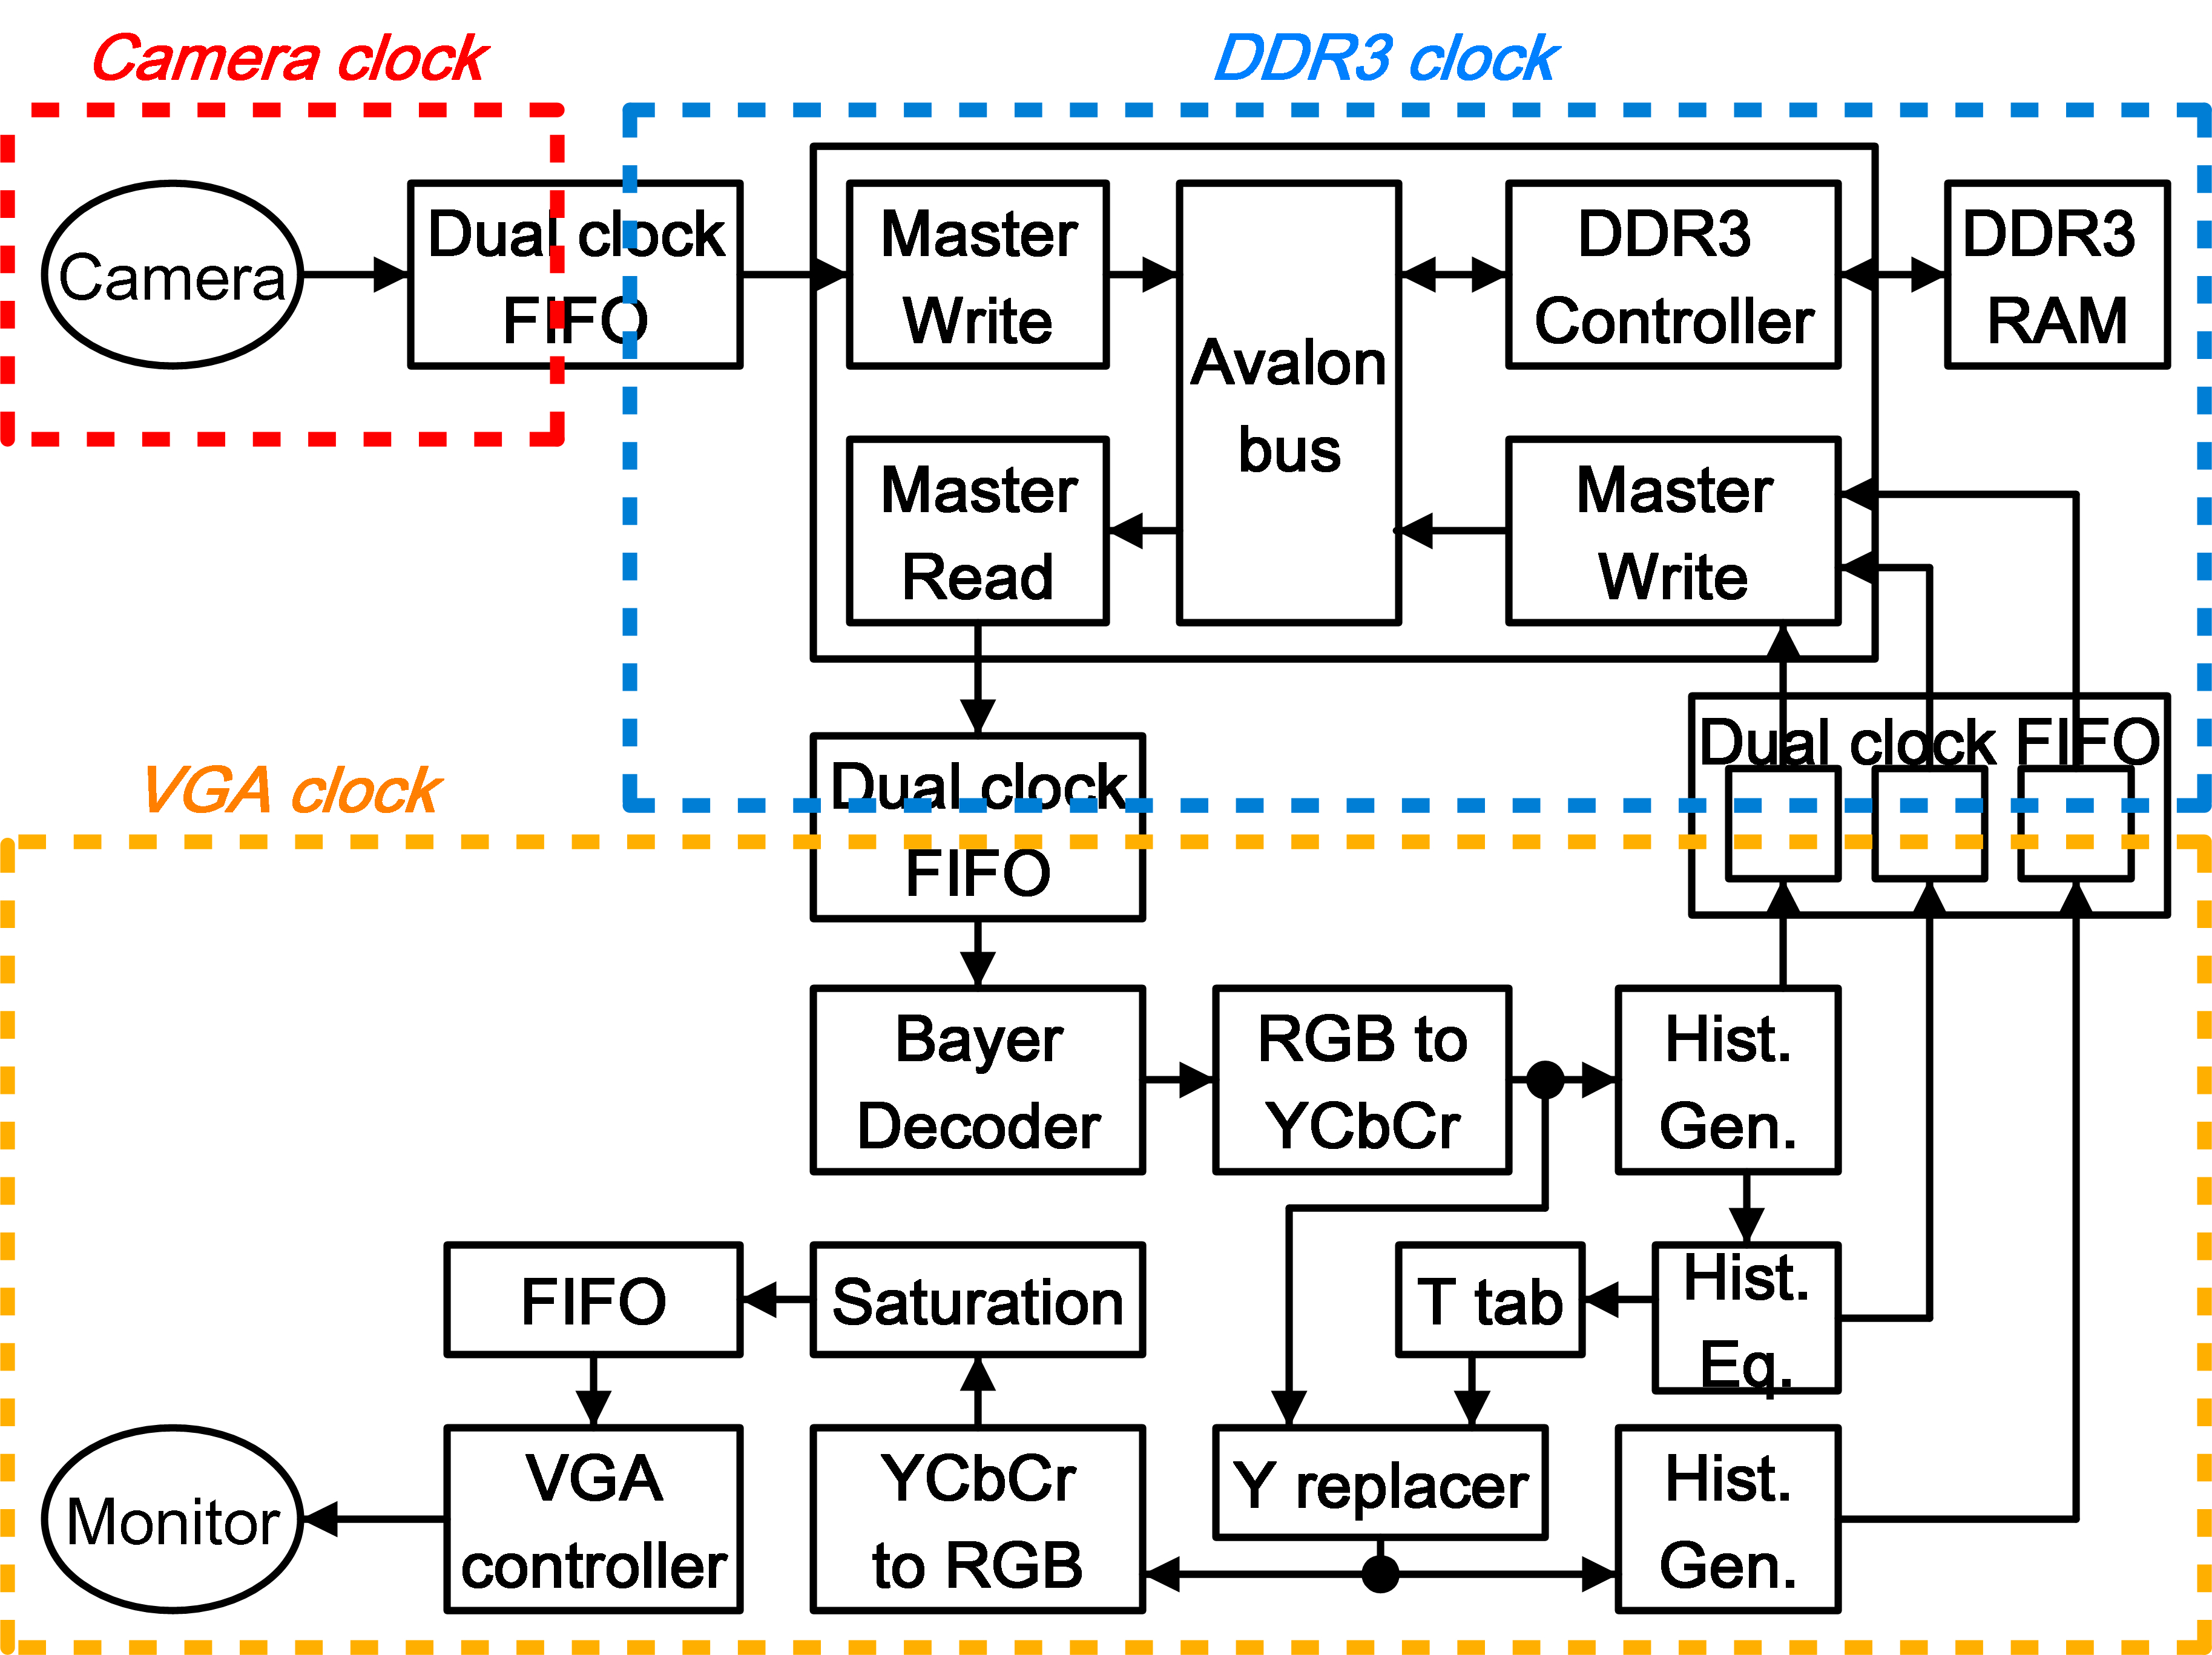 Camera clock
DDR3 clock
Camera
Dual clock
FIFO
Master
Write
Avalon
bus
DDR3
Controller
DDR3
RAM
Master
Read
Master
Write
VGA clock
Dual clock
FIFO
Dual clock FIFO
Bayer
Decoder
RGB to
YCbCr
Hist.
Gen.
FIFO
Saturation
T tab
Hist.
Eq.
Monitor
VGA
controller
YCbCr
to RGB
Y replacer
Hist.
Gen.